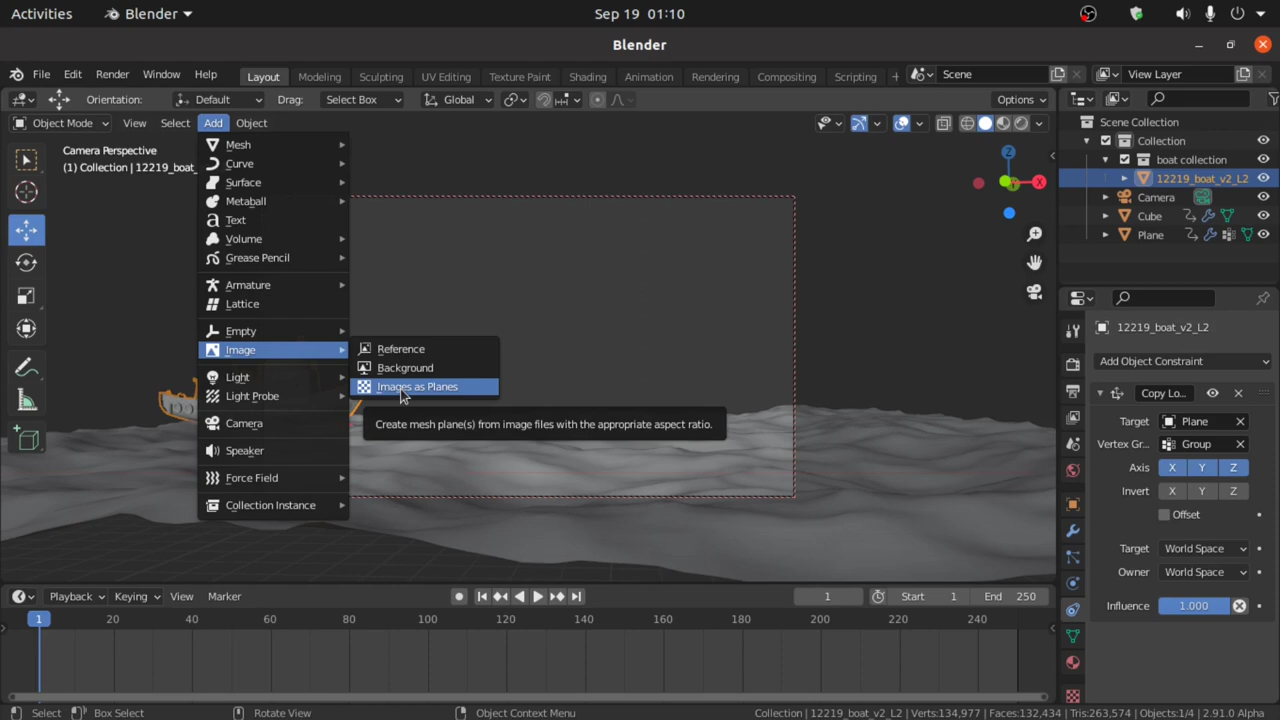 Activities Blender Sep 19 01:10
Blender
File Edit Render Window Help Layout Modeling Sculpting UV Editing Texture Paint Shading Animation Rendering Compositing Scripting + Scene View Layer
Orientation: Default Drag: Select Box Global Options
Object Mode View Select Add Object
Camera Perspective
(1) Collection | 12219_boat_
Mesh
Curve
Surface
Metaball
Text
Volume
Grease Pencil
Armature
Lattice
Empty
Image
Light
Light Probe
Camera
Speaker
Force Field
Collection Instance
Reference
Background
Images as Planes
Create mesh plane(s) from image files with the appropriate aspect ratio.
Z
X
Scene Collection
Collection
boat collection
12219_boat_v2_L2
Camera
Cube
Plane
12219_boat_v2_L2
Add Object Constraint
Copy Lo...
Target Plane
Vertex Gr... Group
Axis X Y Z
Invert X Y Z
Offset
Target World Space
Owner World Space
Influence 1.000
Playback Keying View Marker 1 Start 1 End 250
1 20 40 60 80 100 120 140 160 180 200 220 240
Select Box Select Rotate View Object Context Menu Collection | 12219_boat_v2_L2 | Verts:134,977 | Faces:132,434 | Tris:263,574 | Objects:1/4 | 2.91.0 Alpha